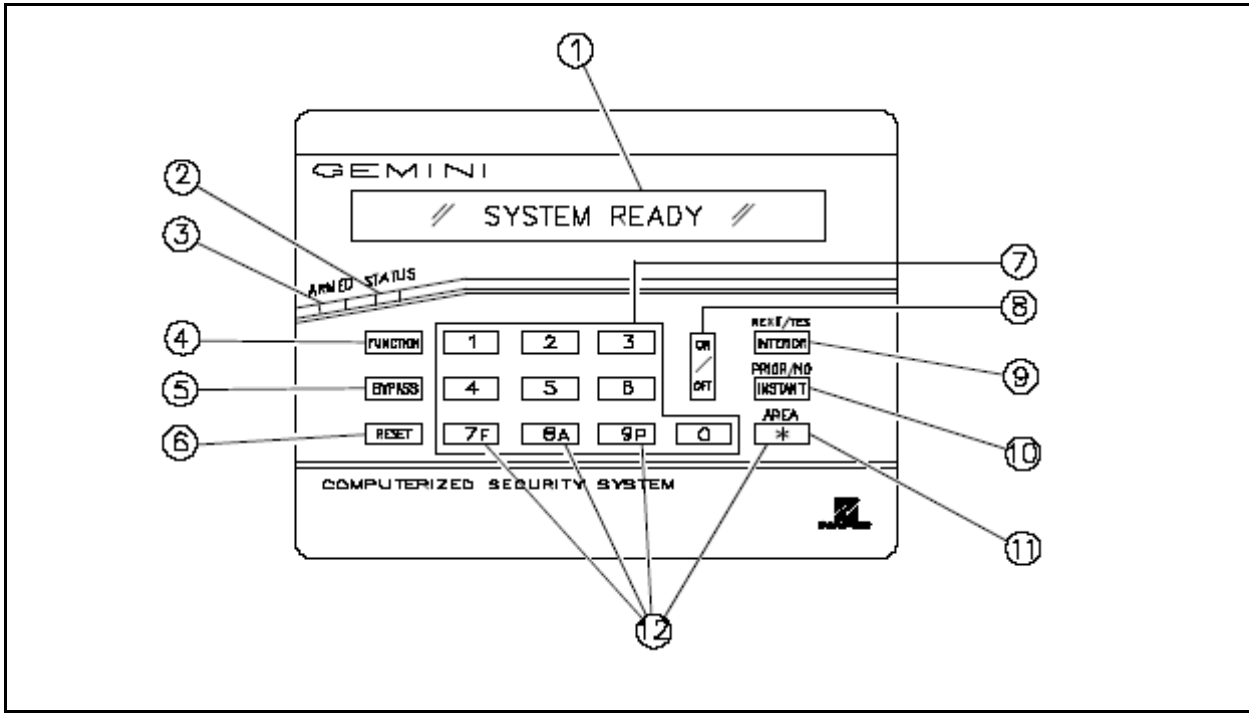 1
GEMINI
2
// SYSTEM READY //
3
ARMED STATUS
7
8
4
FUNCTION
1 2 3
ON / OFF
NEXT/YES
INTERIOR
9
5
BYPASS
4 5 6
PRIOR/NO
INSTANT
6
RESET
7F 8A 9P 0
AREA
*
10
COMPUTERIZED SECURITY SYSTEM
11
12